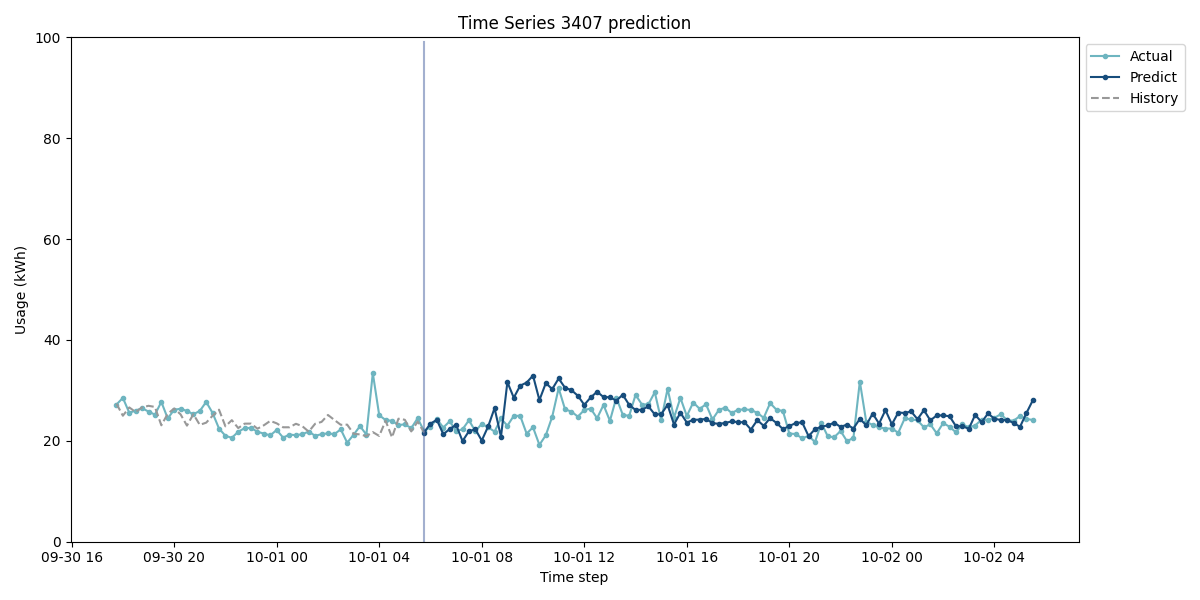 Time Series 3407 prediction
100
80
60
40
20
0
Usage (kWh)
09-30 16
09-30 20
10-01 00
10-01 04
10-01 08
10-01 12
10-01 16
10-01 20
10-02 00
10-02 04
Time step
Actual
Predict
History